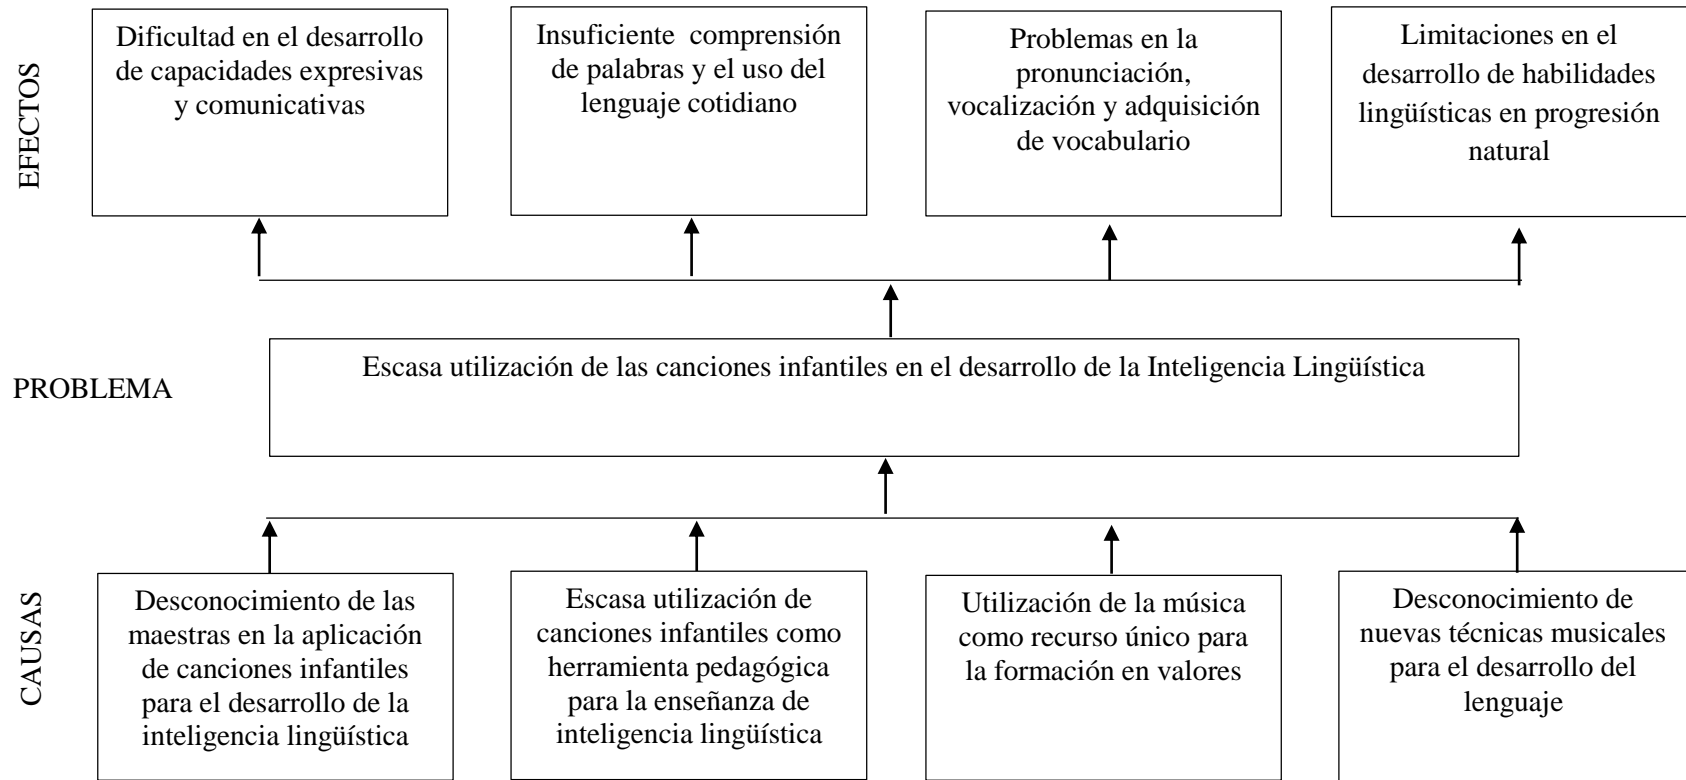 EFECTOS
Dificultad en el desarrollo
de capacidades expresivas
y comunicativas
Insuficiente comprensión
de palabras y el uso del
lenguaje cotidiano
Problemas en la
pronunciación,
vocalización y adquisición
de vocabulario
Limitaciones en el
desarrollo de habilidades
lingüísticas en progresión
natural
PROBLEMA
Escasa utilización de las canciones infantiles en el desarrollo de la Inteligencia Lingüística
CAUSAS
Desconocimiento de las
maestras en la aplicación
de canciones infantiles
para el desarrollo de la
inteligencia lingüística
Escasa utilización de
canciones infantiles como
herramienta pedagógica
para la enseñanza de
inteligencia lingüística
Utilización de la música
como recurso único para
la formación en valores
Desconocimiento de
nuevas técnicas musicales
para el desarrollo del
lenguaje